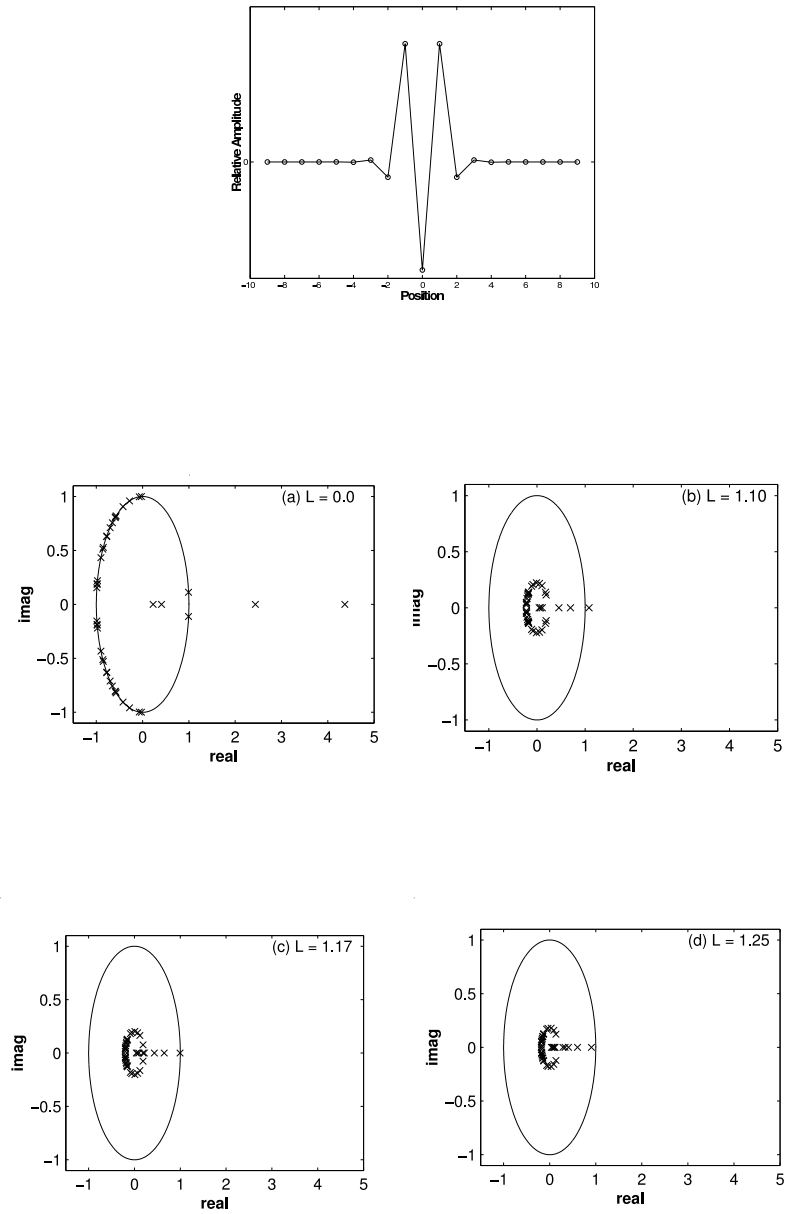 Relative Amplitude
0
−10 −8 −6 −4 −2 0 2 4 6 8 10
Position
(a) L = 0.0
1
0.5
0
−0.5
−1
imag
−1 0 1 2 3 4 5
real
(b) L = 1.10
1
0.5
0
−0.5
−1
imag
−1 0 1 2 3 4 5
real
(c) L = 1.17
1
0.5
0
−0.5
−1
imag
−1 0 1 2 3 4 5
real
(d) L = 1.25
1
0.5
0
−0.5
−1
imag
−1 0 1 2 3 4 5
real